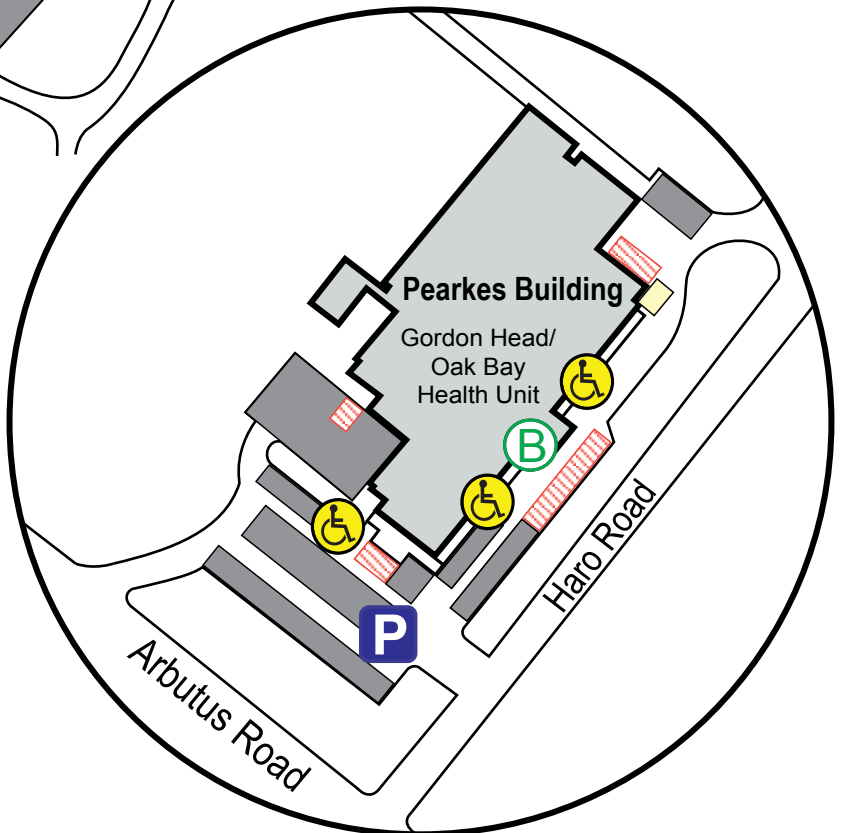 Pearkes Building
Gordon Head/
Oak Bay
Health Unit
B
P
Haro Road
Arbutus Road